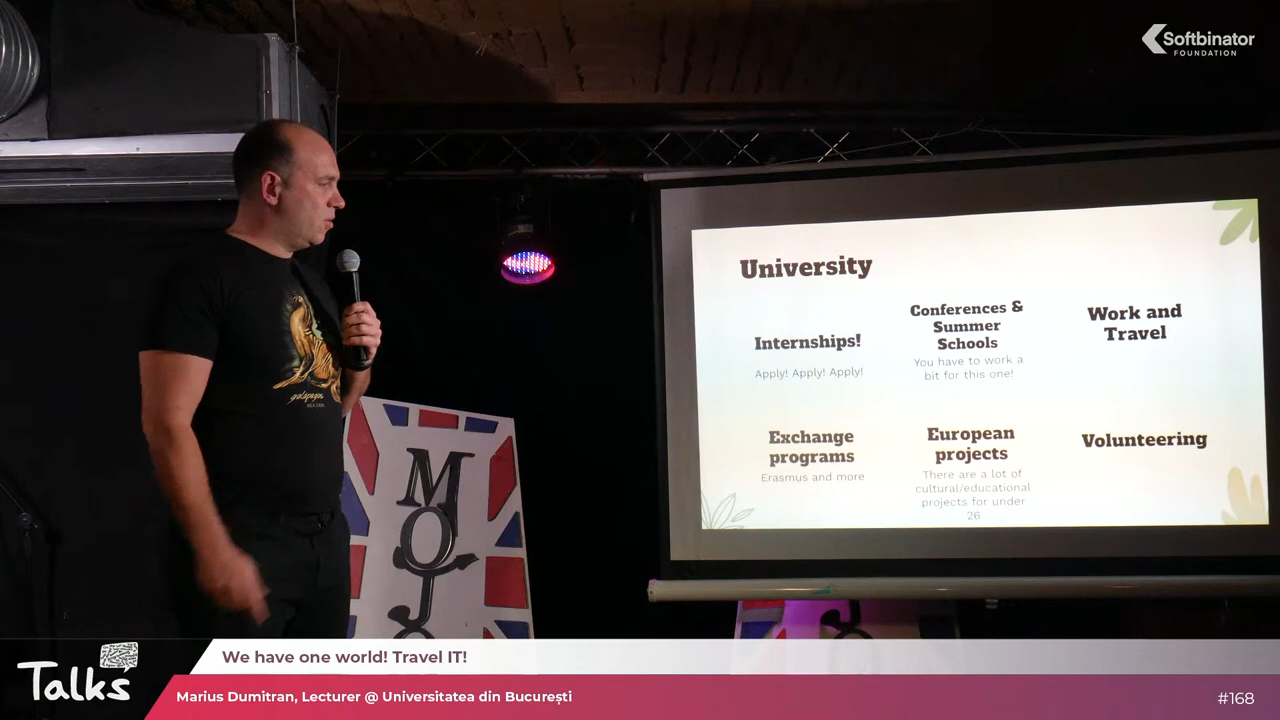 Softbinator
FOUNDATION
University
Internships!
Apply! Apply! Apply!
Conferences &
Summer
Schools
You have to work a
bit for this one!
Work and
Travel
Exchange
programs
Erasmus and more
European
projects
There are a lot of
cultural/educational
projects for under
26
Volunteering
galapagos
MOJO
Talks
We have one world! Travel IT!
Marius Dumitran, Lecturer @ Universitatea din București
#168